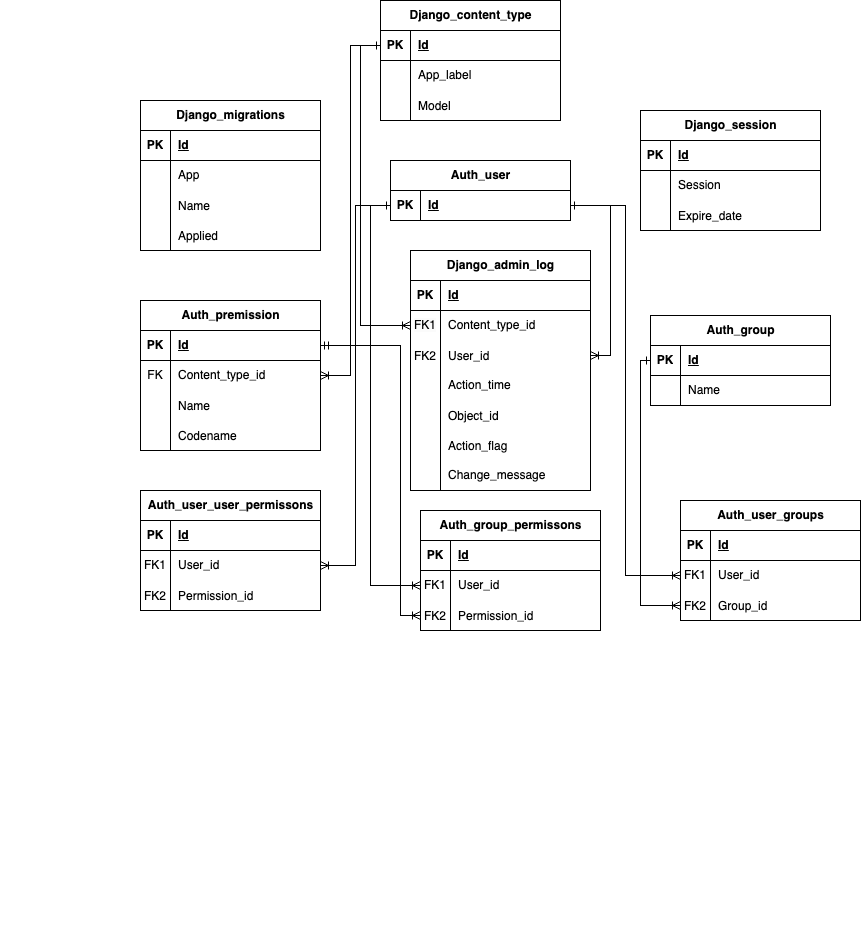 Django_content_type
PK Id
App_label
Model
Django_migrations
PK Id
App
Name
Applied
Django_session
PK Id
Session
Expire_date
Auth_user
PK Id
Django_admin_log
PK Id
FK1 Content_type_id
FK2 User_id
Action_time
Object_id
Action_flag
Change_message
Auth_premission
PK Id
FK Content_type_id
Name
Codename
Auth_group
PK Id
Name
Auth_user_user_permissons
PK Id
FK1 User_id
FK2 Permission_id
Auth_group_permissons
PK Id
FK1 User_id
FK2 Permission_id
Auth_user_groups
PK Id
FK1 User_id
FK2 Group_id